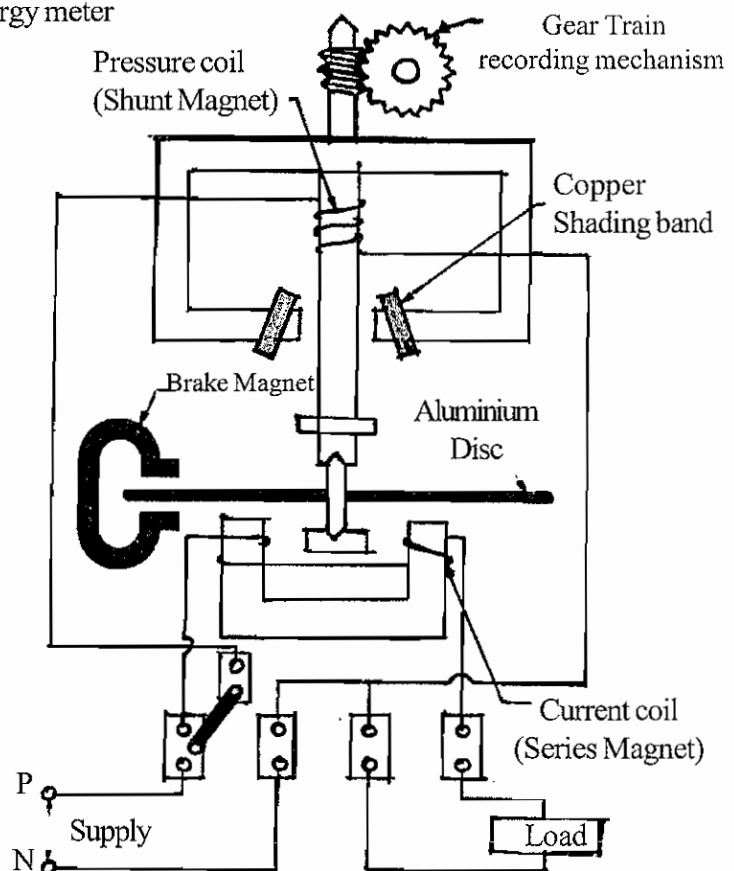 rgy meter
Gear Train
recording mechanism
Pressure coil
(Shunt Magnet)
Copper
Shading band
Brake Magnet
Aluminium
Disc
Current coil
(Series Magnet)
P
Supply
N
Load